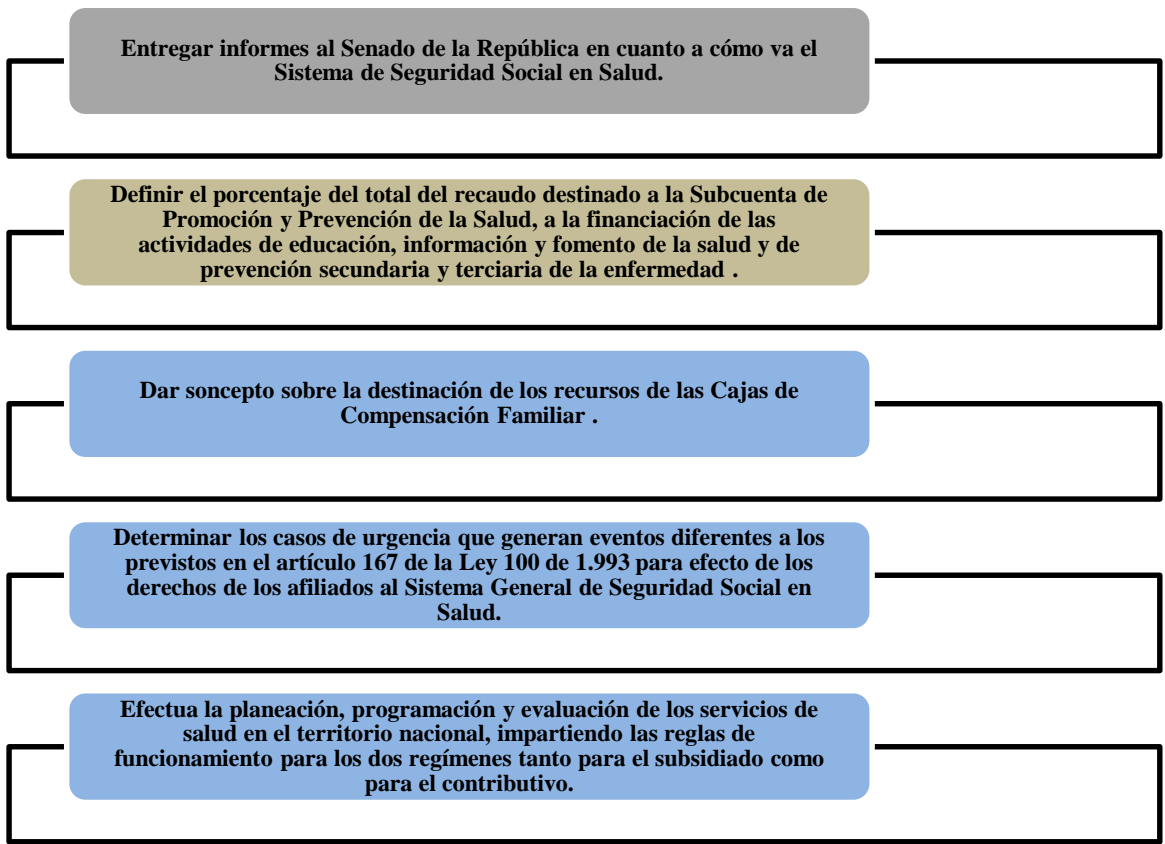 Entregar informes al Senado de la República en cuanto a cómo va el
Sistema de Seguridad Social en Salud.
Definir el porcentaje del total del recaudo destinado a la Subcuenta de
Promoción y Prevención de la Salud, a la financiación de las
actividades de educación, información y fomento de la salud y de
prevención secundaria y terciaria de la enfermedad .
Dar soncepto sobre la destinación de los recursos de las Cajas de
Compensación Familiar .
Determinar los casos de urgencia que generan eventos diferentes a los
previstos en el artículo 167 de la Ley 100 de 1.993 para efecto de los
derechos de los afiliados al Sistema General de Seguridad Social en
Salud.
Efectua la planeación, programación y evaluación de los servicios de
salud en el territorio nacional, impartiendo las reglas de
funcionamiento para los dos regímenes tanto para el subsidiado como
para el contributivo.